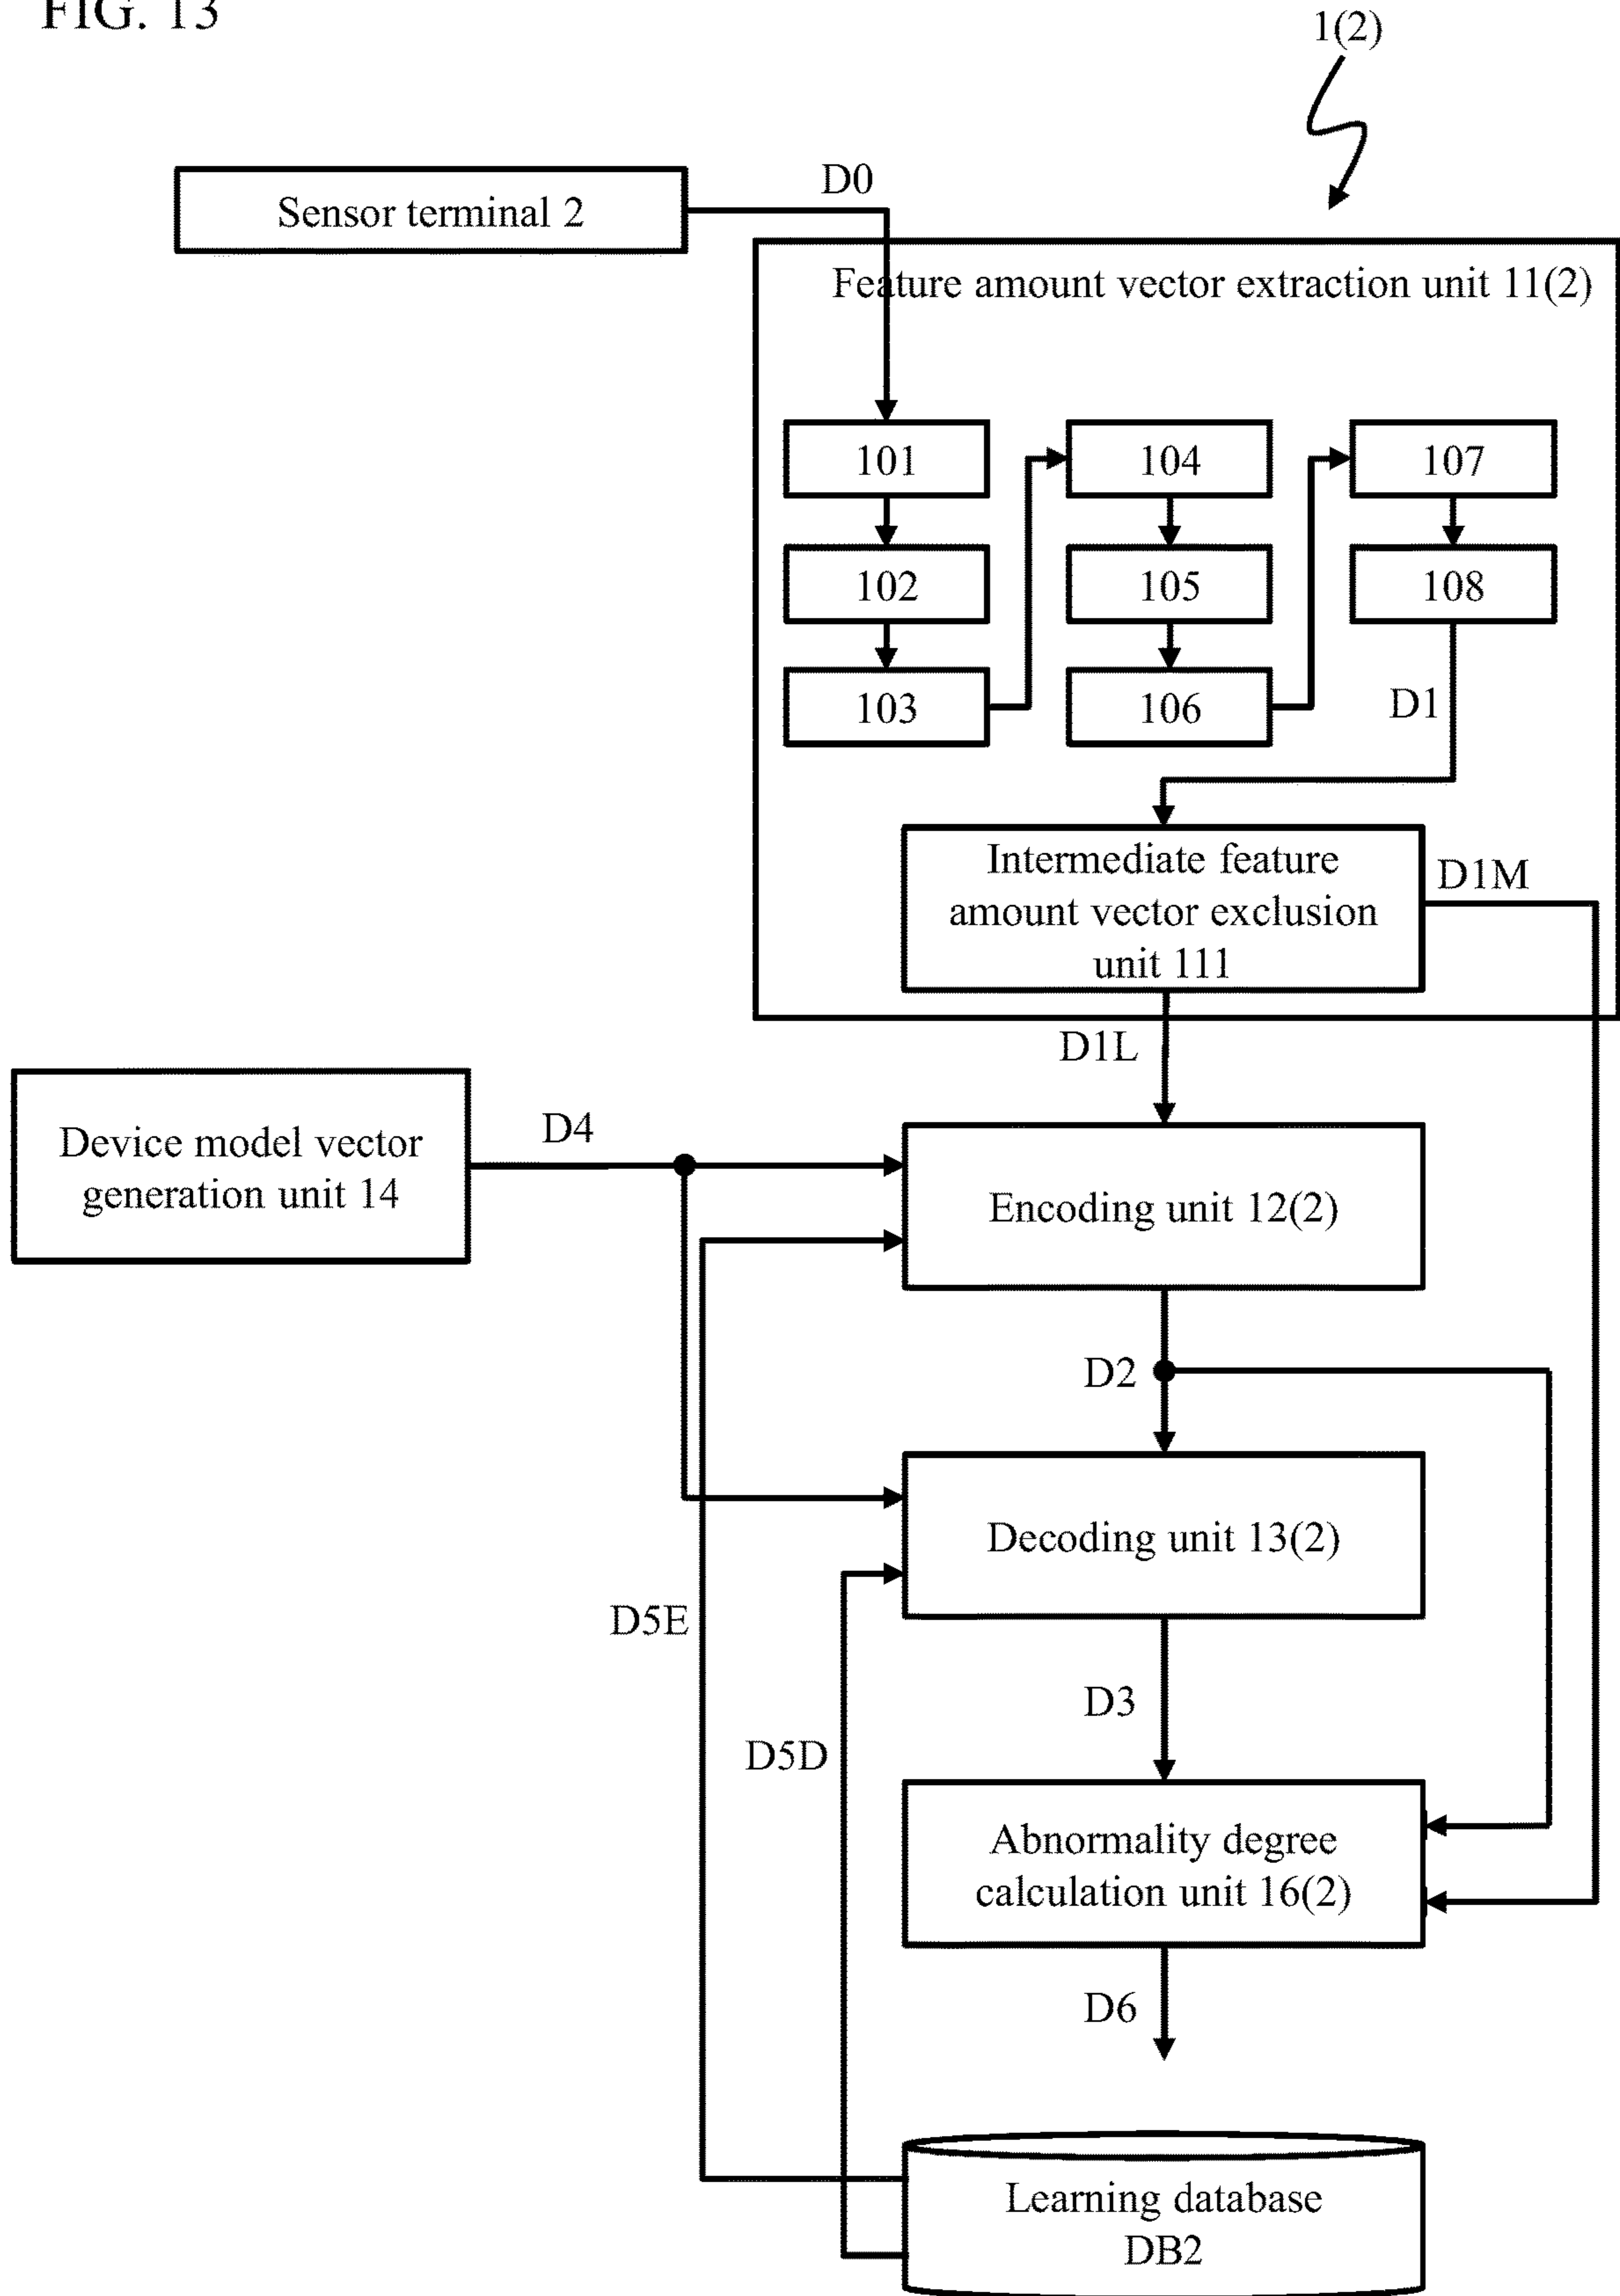 FIG. 13
1(2)
Sensor terminal 2
D0
Feature amount vector extraction unit 11(2)
101
104
107
102
105
108
103
106
D1
Intermediate feature
amount vector exclusion
unit 111
D1M
D1L
Device model vector
generation unit 14
D4
Encoding unit 12(2)
D2
Decoding unit 13(2)
D5E
D3
D5D
Abnormality degree
calculation unit 16(2)
D6
Learning database
DB2